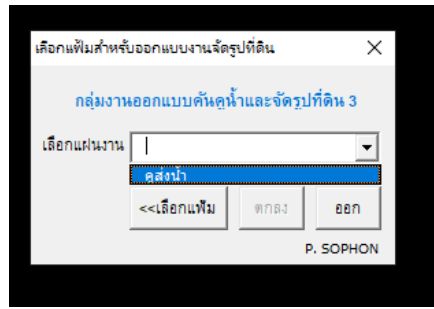 เลือกแฟ้มสำหรับออกแบบงานจัดรูปที่ดิน
กลุ่มงานออกแบบคันคูน้ำและจัดรูปที่ดิน 3
เลือกแผ่นงาน
คูส่งน้ำ
<<เลือกแฟ้ม ตกลง ออก
P. SOPHON